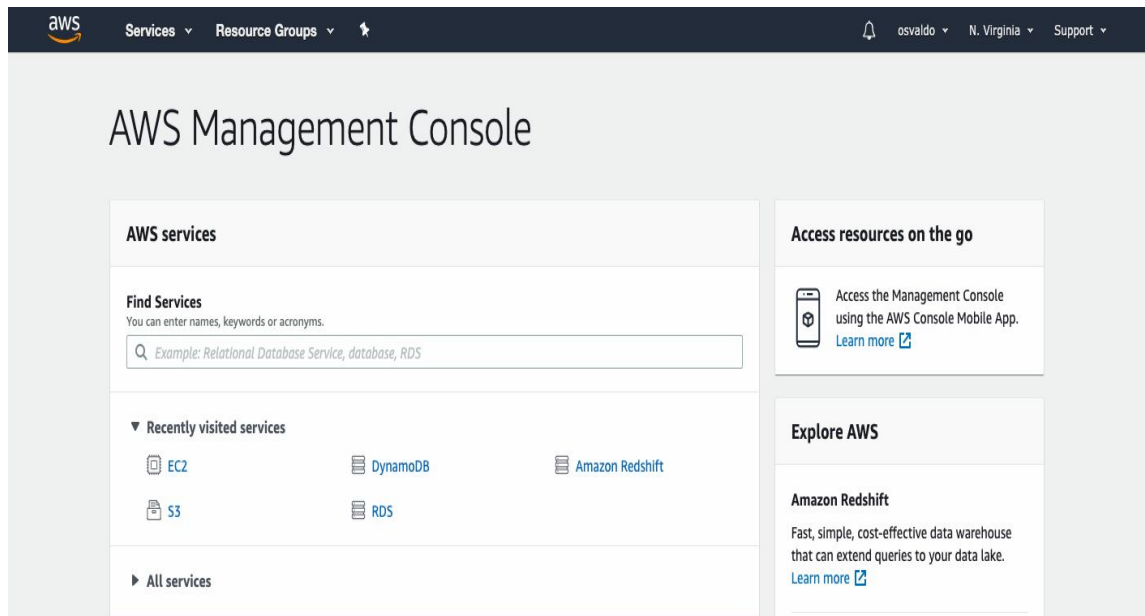 aws
Services
Resource Groups
osvaldo
N. Virginia
Support
AWS Management Console
AWS services
Find Services
You can enter names, keywords or acronyms.
Example: Relational Database Service, database, RDS
Recently visited services
EC2
DynamoDB
Amazon Redshift
S3
RDS
All services
Access resources on the go
Access the Management Console
using the AWS Console Mobile App.
Learn more
Explore AWS
Amazon Redshift
Fast, simple, cost-effective data warehouse
that can extend queries to your data lake.
Learn more